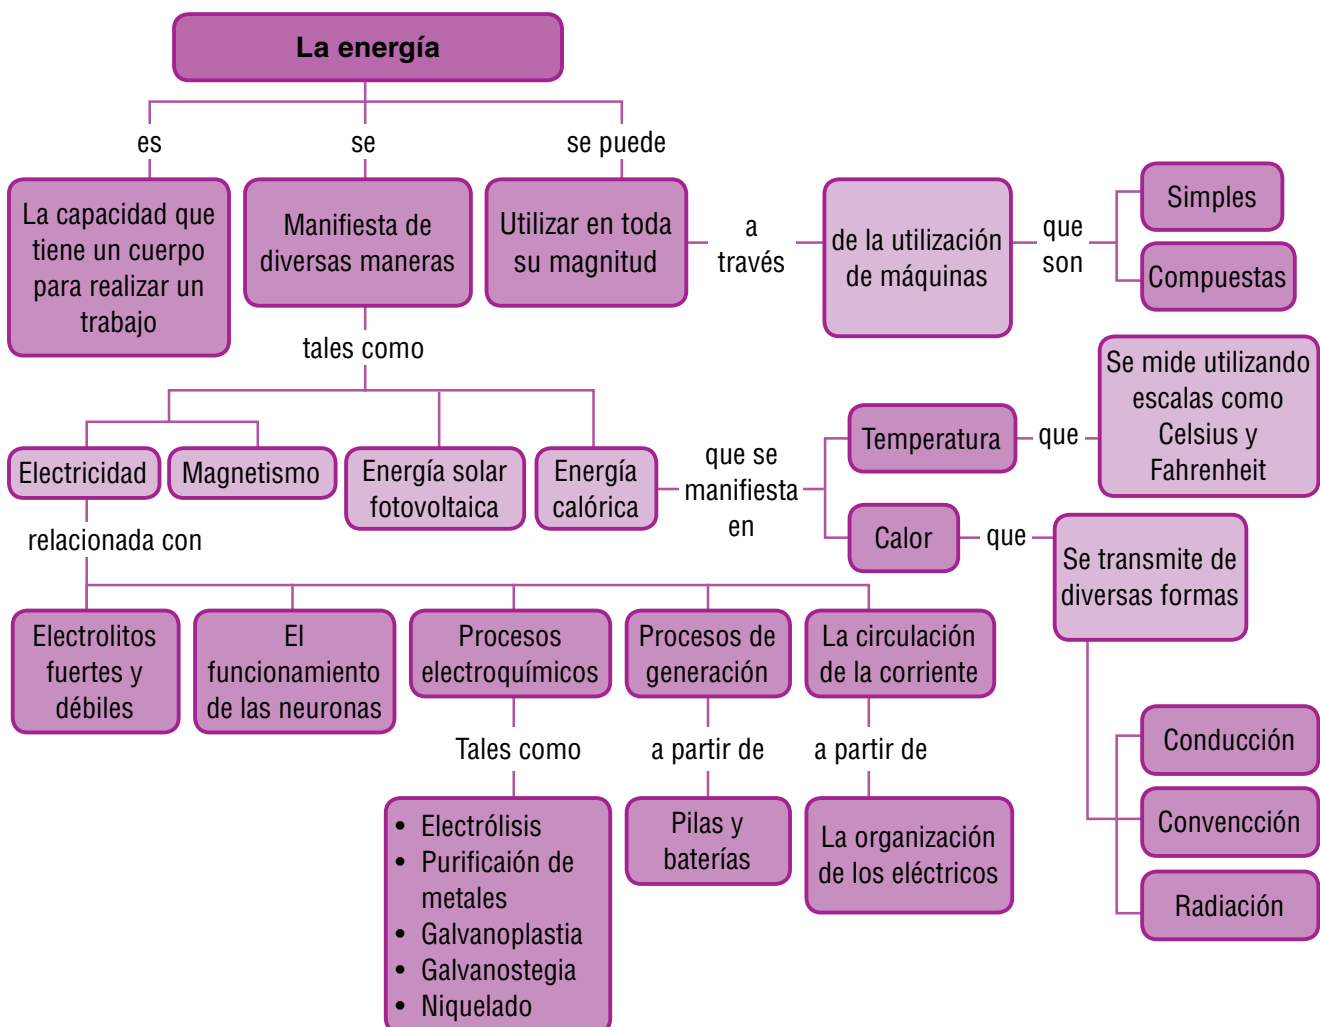 La energía
es
se
se puede
La capacidad que
tiene un cuerpo
para realizar un
trabajo
Manifiesta de
diversas maneras
Utilizar en toda
su magnitud
a
través
de la utilización
de máquinas
que
son
Simples
Compuestas
tales como
Electricidad
Magnetismo
Energía solar
fotovoltaica
Energía
calórica
que se
manifiesta
en
Temperatura
que
Se mide utilizando
escalas como
Celsius y
Fahrenheit
Calor
que
Se transmite de
diversas formas
Conducción
Convencción
Radiación
relacionada con
Electrolitos
fuertes y
débiles
El
funcionamiento
de las neuronas
Procesos
electroquímicos
Procesos de
generación
La circulación
de la corriente
Tales como
a partir de
a partir de
• Electrólisis
• Purificaión de
metales
• Galvanoplastia
• Galvanostegia
• Niquelado
Pilas y
baterías
La organización
de los eléctricos